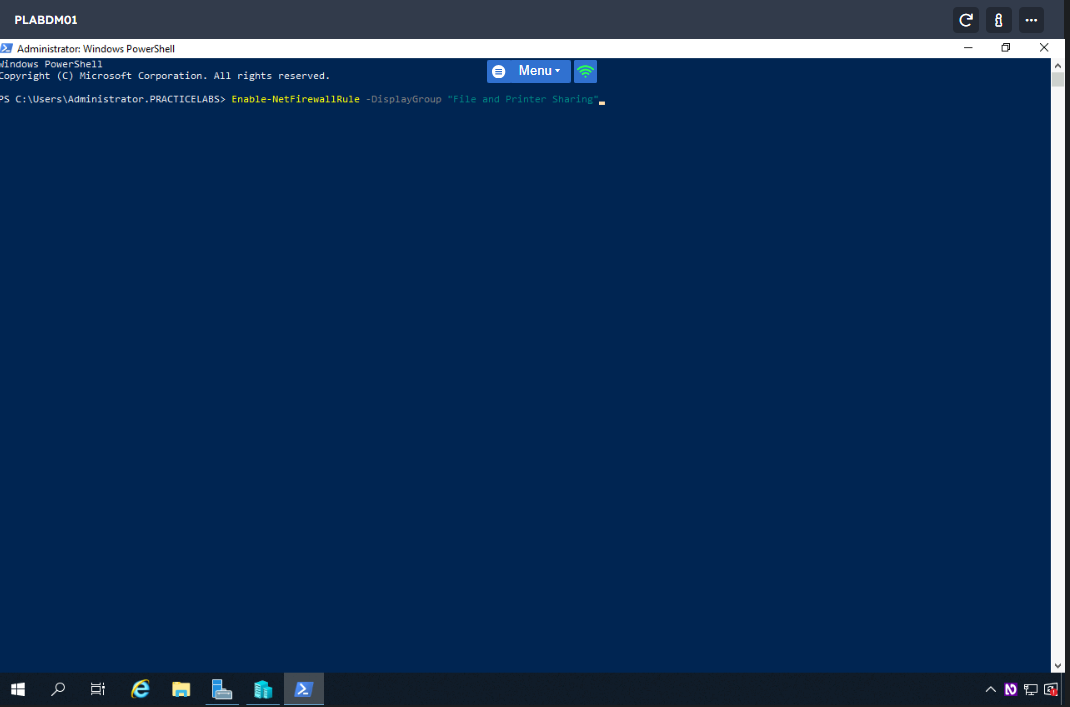 PLABDM01
Administrator: Windows PowerShell
Windows PowerShell
Copyright (C) Microsoft Corporation. All rights reserved.
Menu
PS C:\Users\Administrator.PRACTICELABS> Enable-NetFirewallRule -DisplayGroup "File and Printer Sharing"